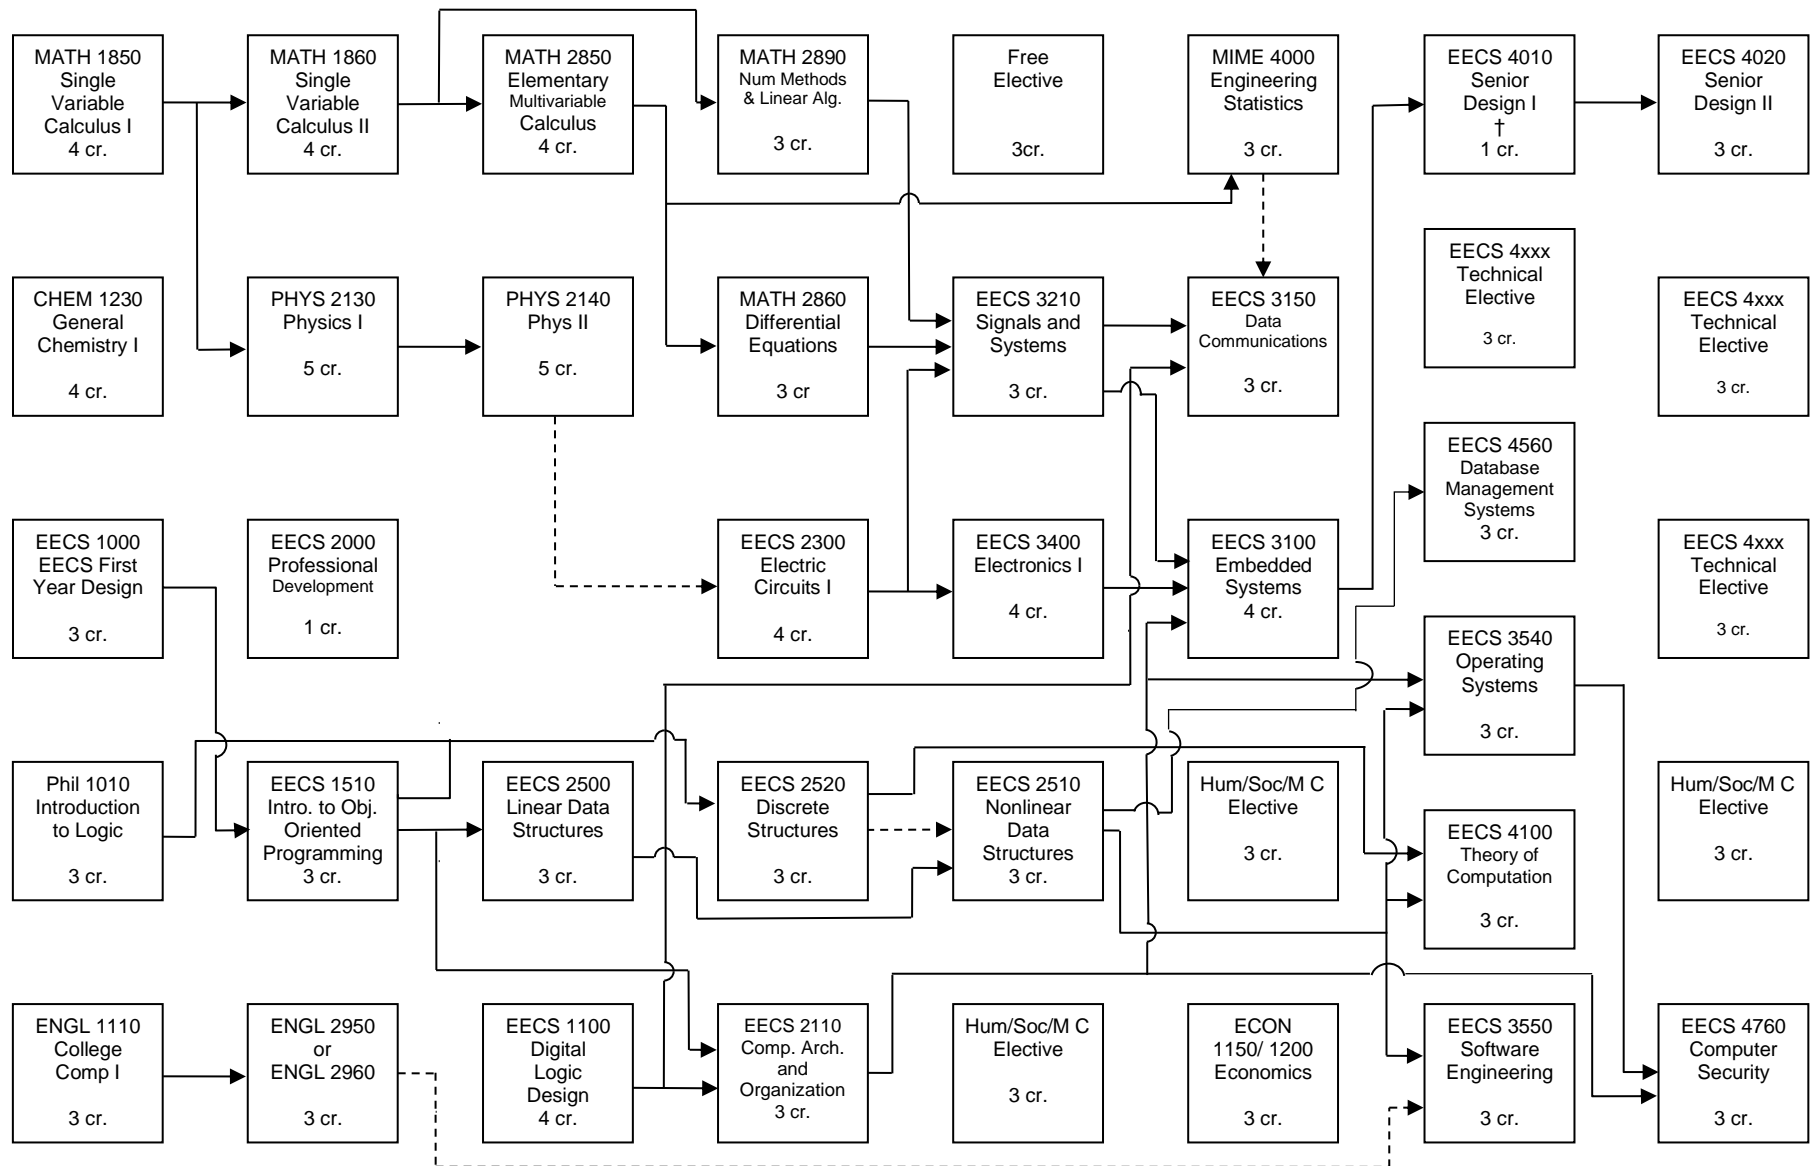 MATH 1850
Single
Variable
Calculus I
4 cr.
MATH 1860
Single
Variable
Calculus II
4 cr.
MATH 2850
Elementary
Multivariable
Calculus
4 cr.
MATH 2890
Num Methods
& Linear Alg.
3 cr.
Free
Elective
3cr.
MIME 4000
Engineering
Statistics
3 cr.
EECS 4010
Senior
Design I
†
1 cr.
EECS 4020
Senior
Design II
3 cr.
CHEM 1230
General
Chemistry I
4 cr.
PHYS 2130
Physics I
5 cr.
PHYS 2140
Phys II
5 cr.
MATH 2860
Differential
Equations
3 cr
EECS 3210
Signals and
Systems
3 cr.
EECS 3150
Data
Communications
3 cr.
EECS 4xxx
Technical
Elective
3 cr.
EECS 4xxx
Technical
Elective
3 cr.
EECS 1000
EECS First
Year Design
3 cr.
EECS 2000
Professional
Development
1 cr.
EECS 2300
Electric
Circuits I
4 cr.
EECS 3400
Electronics I
4 cr.
EECS 3100
Embedded
Systems
4 cr.
EECS 4560
Database
Management
Systems
3 cr.
EECS 4xxx
Technical
Elective
3 cr.
EECS 3540
Operating
Systems
3 cr.
Phil 1010
Introduction
to Logic
3 cr.
EECS 1510
Intro. to Obj.
Oriented
Programming
3 cr.
EECS 2500
Linear Data
Structures
3 cr.
EECS 2520
Discrete
Structures
3 cr.
EECS 2510
Nonlinear
Data
Structures
3 cr.
Hum/Soc/M C
Elective
3 cr.
EECS 4100
Theory of
Computation
3 cr.
Hum/Soc/M C
Elective
3 cr.
ENGL 1110
College
Comp I
3 cr.
ENGL 2950
or
ENGL 2960
3 cr.
EECS 1100
Digital
Logic
Design
4 cr.
EECS 2110
Comp. Arch.
and
Organization
3 cr.
Hum/Soc/M C
Elective
3 cr.
ECON
1150/ 1200
Economics
3 cr.
EECS 3550
Software
Engineering
3 cr.
EECS 4760
Computer
Security
3 cr.